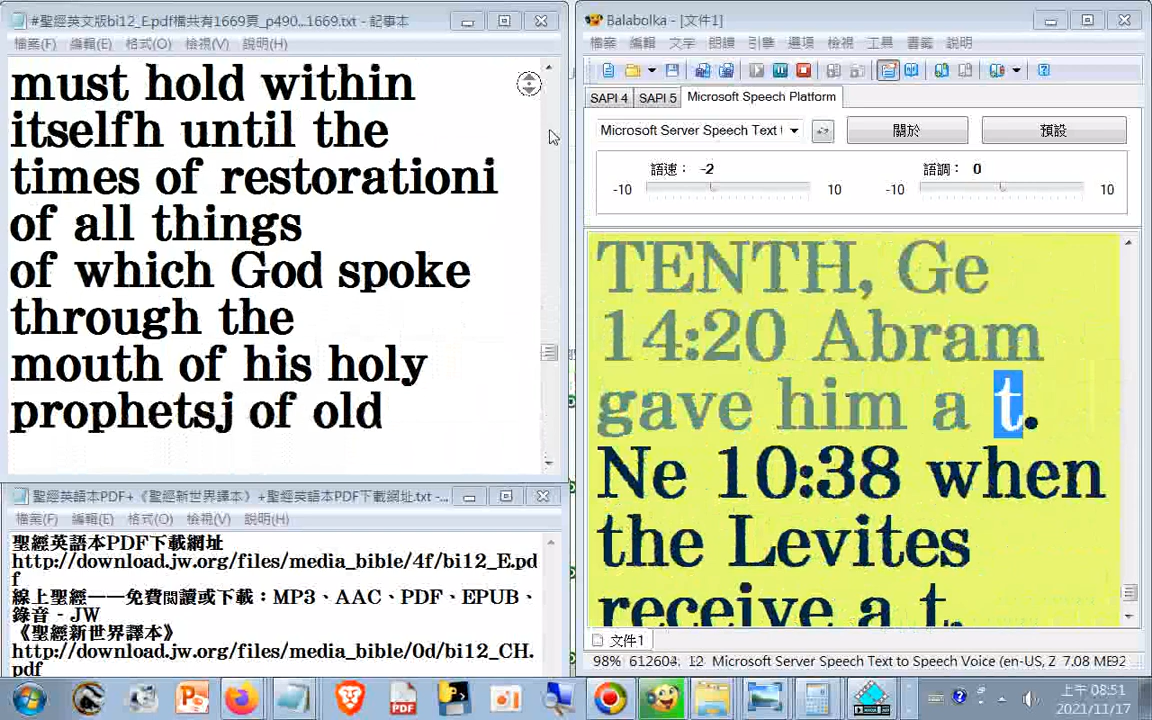 #聖經英文版bi12_E.pdf檔共有1669頁_p490...1669.txt - 記事本
檔案(F) 編輯(E) 格式(O) 檢視(V) 說明(H)
must hold within
itselfh until the
times of restorationi
of all things
of which God spoke
through the
mouth of his holy
prophetsj of old
聖經英語本PDF+《聖經新世界譯本》+聖經英語本PDF下載網址.txt -...
檔案(F) 編輯(E) 格式(O) 檢視(V) 說明(H)
聖經英語本PDF下載網址
http://download.jw.org/files/media_bible/4f/bi12_E.pd
f
線上聖經——免費閱讀或下載：MP3、AAC、PDF、EPUB、
錄音 - JW
《聖經新世界譯本》
http://download.jw.org/files/media_bible/0d/bi12_CH.
pdf
Balabolka - [文件1]
檔案 編輯 文字 朗讀 引擎 選項 檢視 工具 書籤 說明
SAPI 4 SAPI 5 Microsoft Speech Platform
Microsoft Server Speech Text 關於 預設
語速： -2 語調： 0
-10 10 -10 10
TENTH, Ge
14:20 Abram
gave him a t.
Ne 10:38 when
the Levites
receive a t.
文件1
98% 612604, 12 Microsoft Server Speech Text to Speech Voice (en-US, Z 7.08 ME92
PDF
上午 08:51
2021/11/17